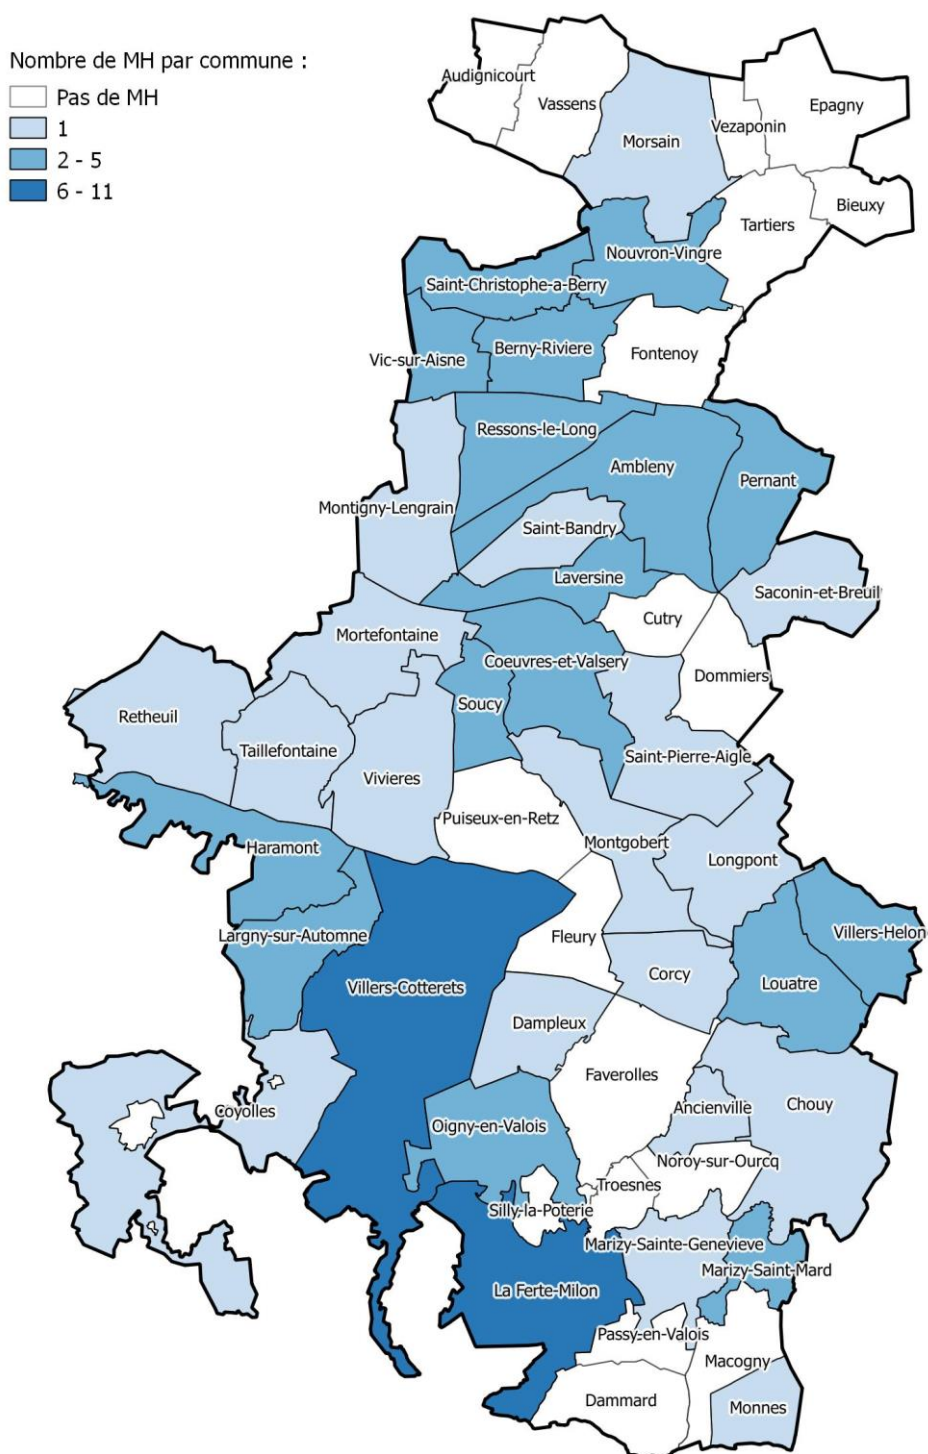 Nombre de MH par commune :
Pas de MH
1
2 - 5
6 - 11
Audignicourt
Vassens
Epagny
Vezaponin
Morsain
Bieuxy
Tartiers
Nouvron-Vingre
Saint-Christophe-a-Berry
Berny-Riviere
Fontenoy
Vic-sur-Aisne
Ressons-le-Long
Ambleny
Pernant
Montigny-Lengrain
Saint-Bandry
Laversine
Saconin-et-Breuil
Cutry
Mortefontaine
Coeuvres-et-Valsery
Dommiers
Soucy
Retheuil
Taillefontaine
Saint-Pierre-Aigle
Vivieres
Puiseux-en-Retz
Montgobert
Haramont
Longpont
Villers-Helon
Largny-sur-Automne
Fleury
Corcy
Louatre
Villers-Cotterets
Dampleux
Faverolles
Coyolles
Ancienville
Chouy
Oigny-en-Valois
Noroy-sur-Ourcq
Troesnes
Silly-la-Poterie
Marizy-Sainte-Genevieve
Marizy-Saint-Mard
La Ferte-Milon
Passy-en-Valois
Macogny
Dammard
Monnes